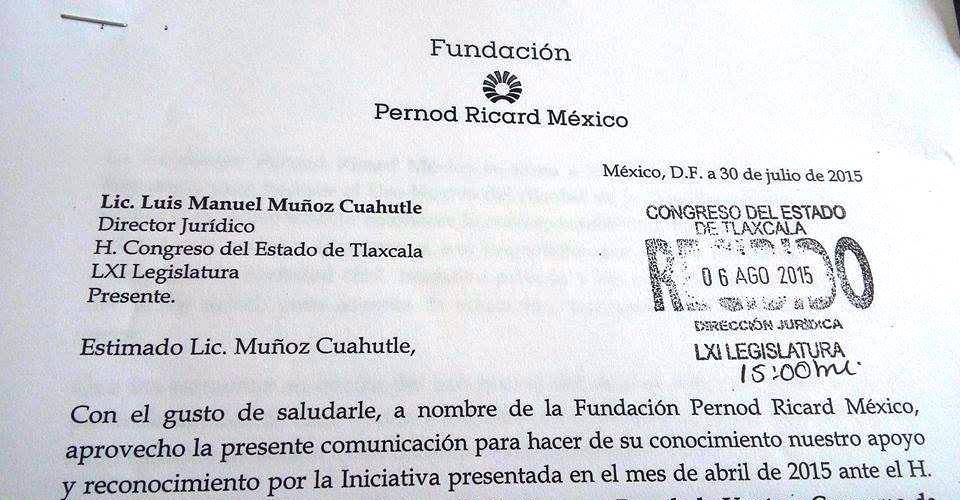 Fundación
Pernod Ricard México
México, D.F. a 30 de julio de 2015
Lic. Luis Manuel Muñoz Cuahutle
Director Jurídico
H. Congreso del Estado de Tlaxcala
LXI Legislatura
Presente.
CONGRESO DEL ESTADO
DE TLAXCALA
RECIBIDO
06 AGO 2015
DIRECCIÓN JURIDICA
LXI LEGISLATURA
15:00
Estimado Lic. Muñoz Cuahutle,
Con el gusto de saludarle, a nombre de la Fundación Pernod Ricard México,
aprovecho la presente comunicación para hacer de su conocimiento nuestro apoyo
y reconocimiento por la Iniciativa presentada en el mes de abril de 2015 ante el H.